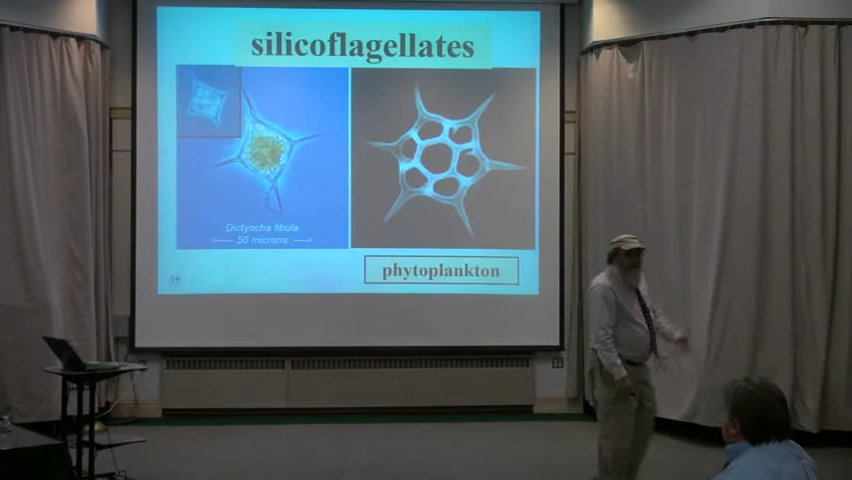 silicoflagellates
Dictyocha fibula
50 microns
phytoplankton
19